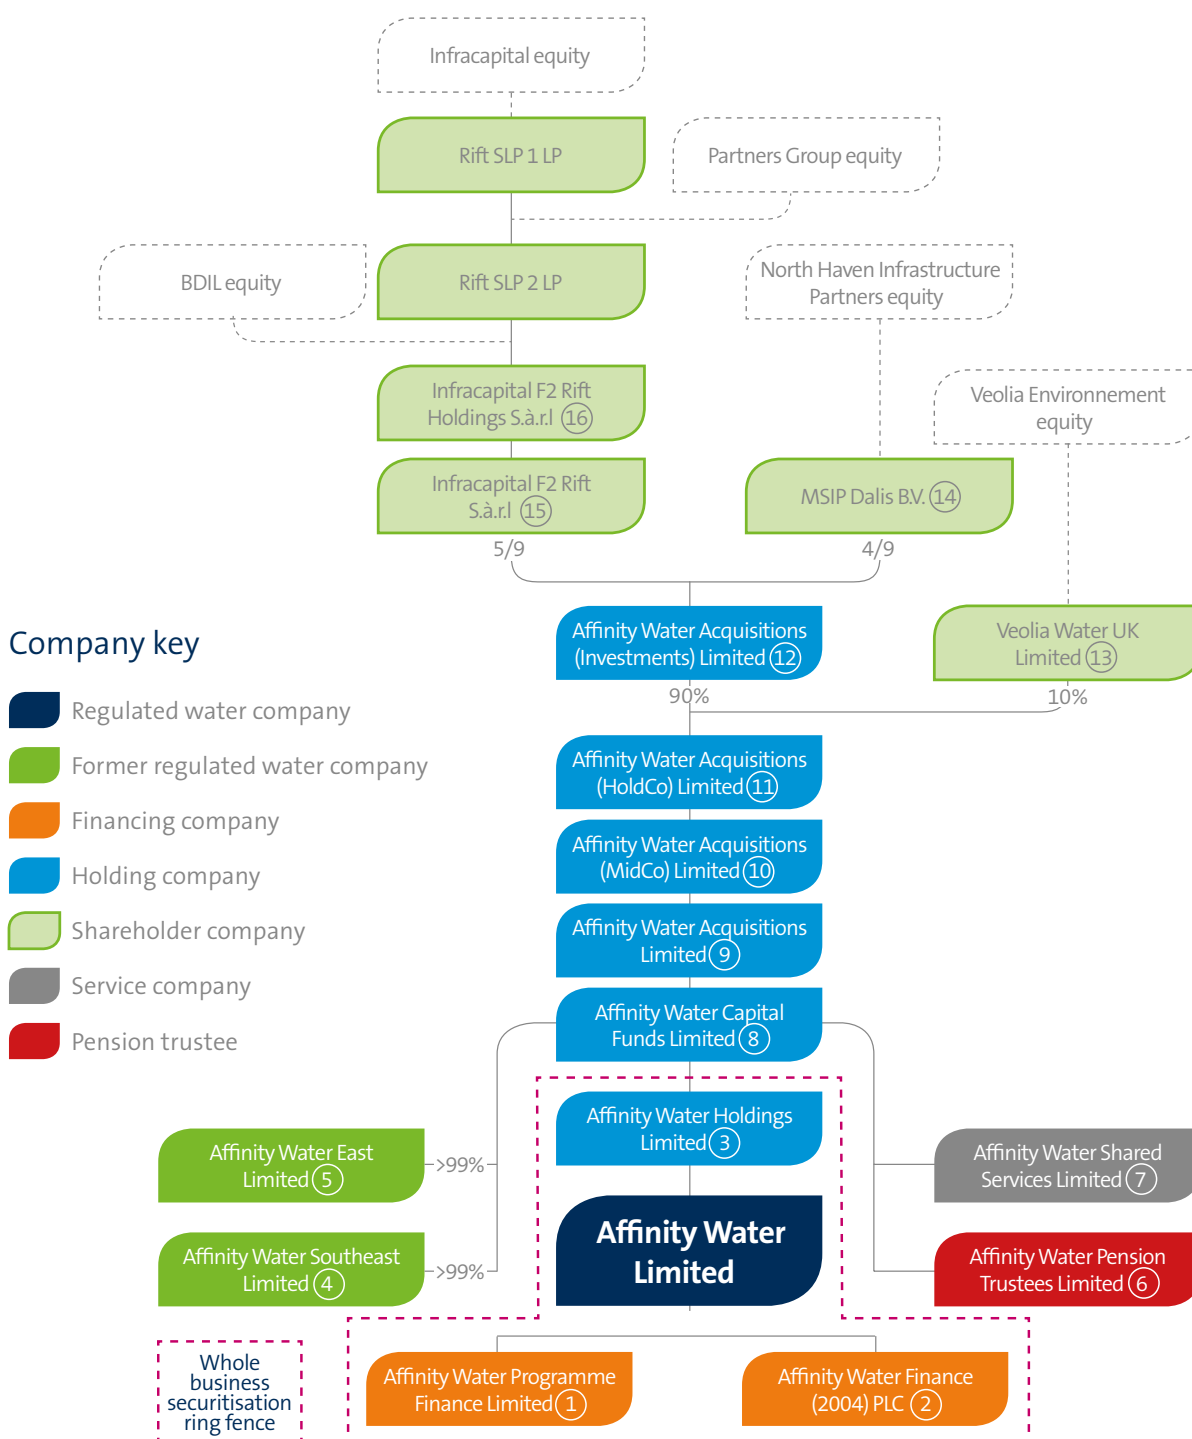 Infracapital equity
Rift SLP 1 LP
Partners Group equity
BDIL equity
Rift SLP 2 LP
North Haven Infrastructure
Partners equity
Infracapital F2 Rift
Holdings S.à.r.l 16
Veolia Environnement
equity
Infracapital F2 Rift
S.à.r.l 15
MSIP Dalis B.V. 14
5/9
4/9
Affinity Water Acquisitions
(Investments) Limited 12
Veolia Water UK
Limited 13
90%
10%
Company key
Regulated water company
Former regulated water company
Financing company
Holding company
Shareholder company
Service company
Pension trustee
Affinity Water Acquisitions
(HoldCo) Limited 11
Affinity Water Acquisitions
(MidCo) Limited 10
Affinity Water Acquisitions
Limited 9
Affinity Water Capital
Funds Limited 8
Affinity Water Holdings
Limited 3
Affinity Water East
Limited 5
>99%
Affinity Water Shared
Services Limited 7
Affinity Water
Limited
Affinity Water Southeast
Limited 4
>99%
Affinity Water Pension
Trustees Limited 6
Whole
business
securitisation
ring fence
Affinity Water Programme
Finance Limited 1
Affinity Water Finance
(2004) PLC 2